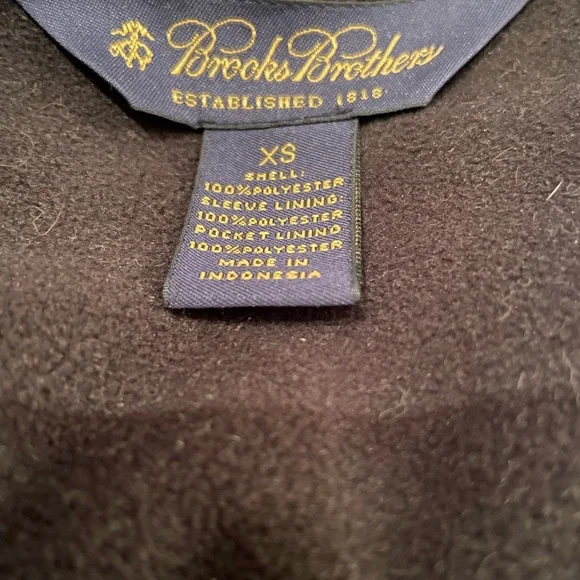 Brooks Brothers
ESTABLISHED 1818
XS
SHELL:
100%POLYESTER
SLEEVE LINING:
100%POLYESTER
POCKET LINING
100%POLYESTER
MADE IN
INDONESIA